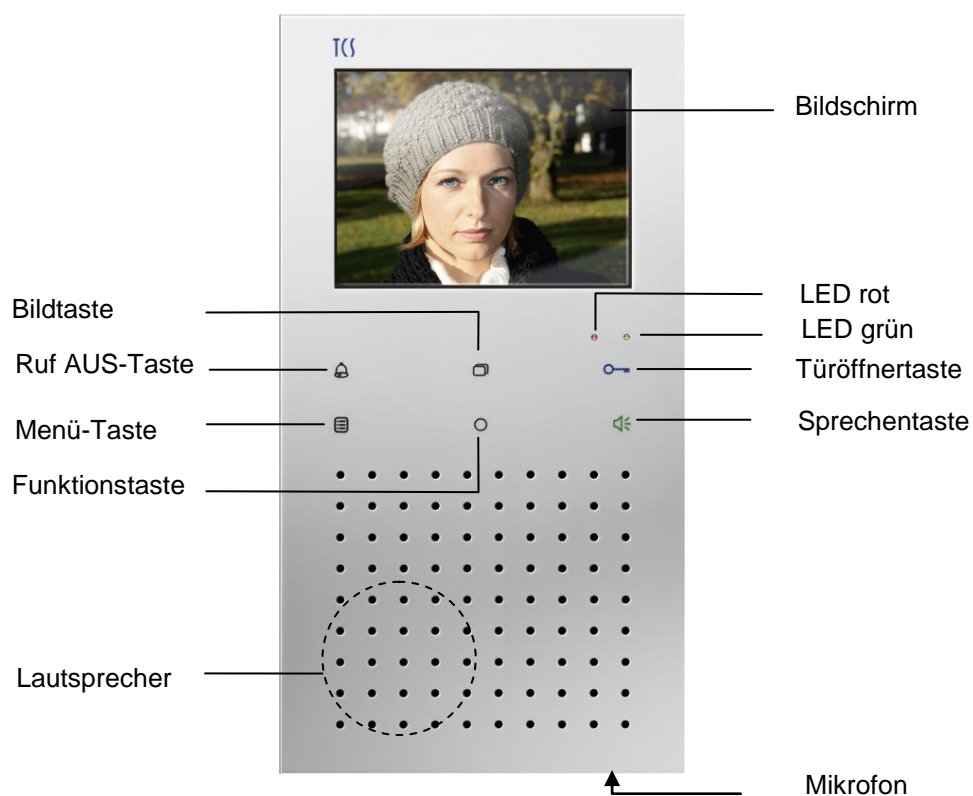 TCS
Bildschirm
Bildtaste
LED rot
LED grün
Ruf AUS-Taste
Türöffnertaste
Menü-Taste
Sprechentaste
Funktionstaste
Lautsprecher
Mikrofon